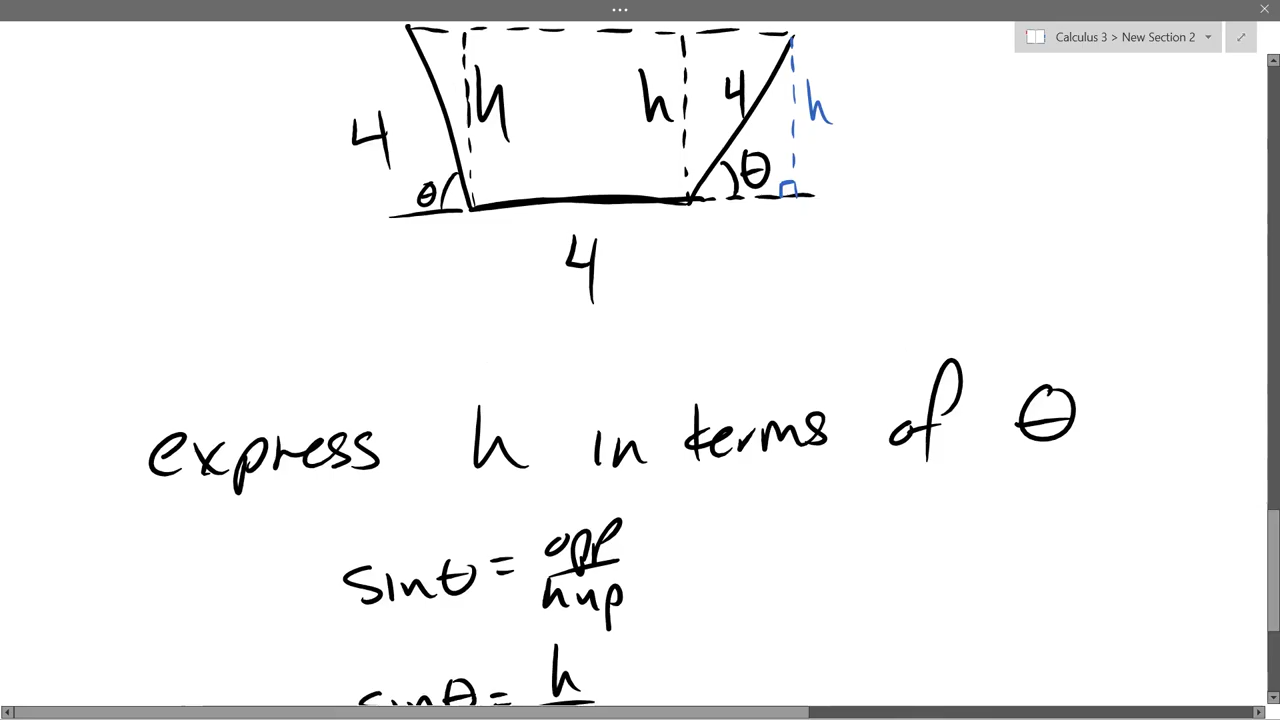 Calculus 3 > New Section 2
h h 4 h
4
θ θ
4
express h in terms of θ
sinθ = opp
hyp
sinθ = h